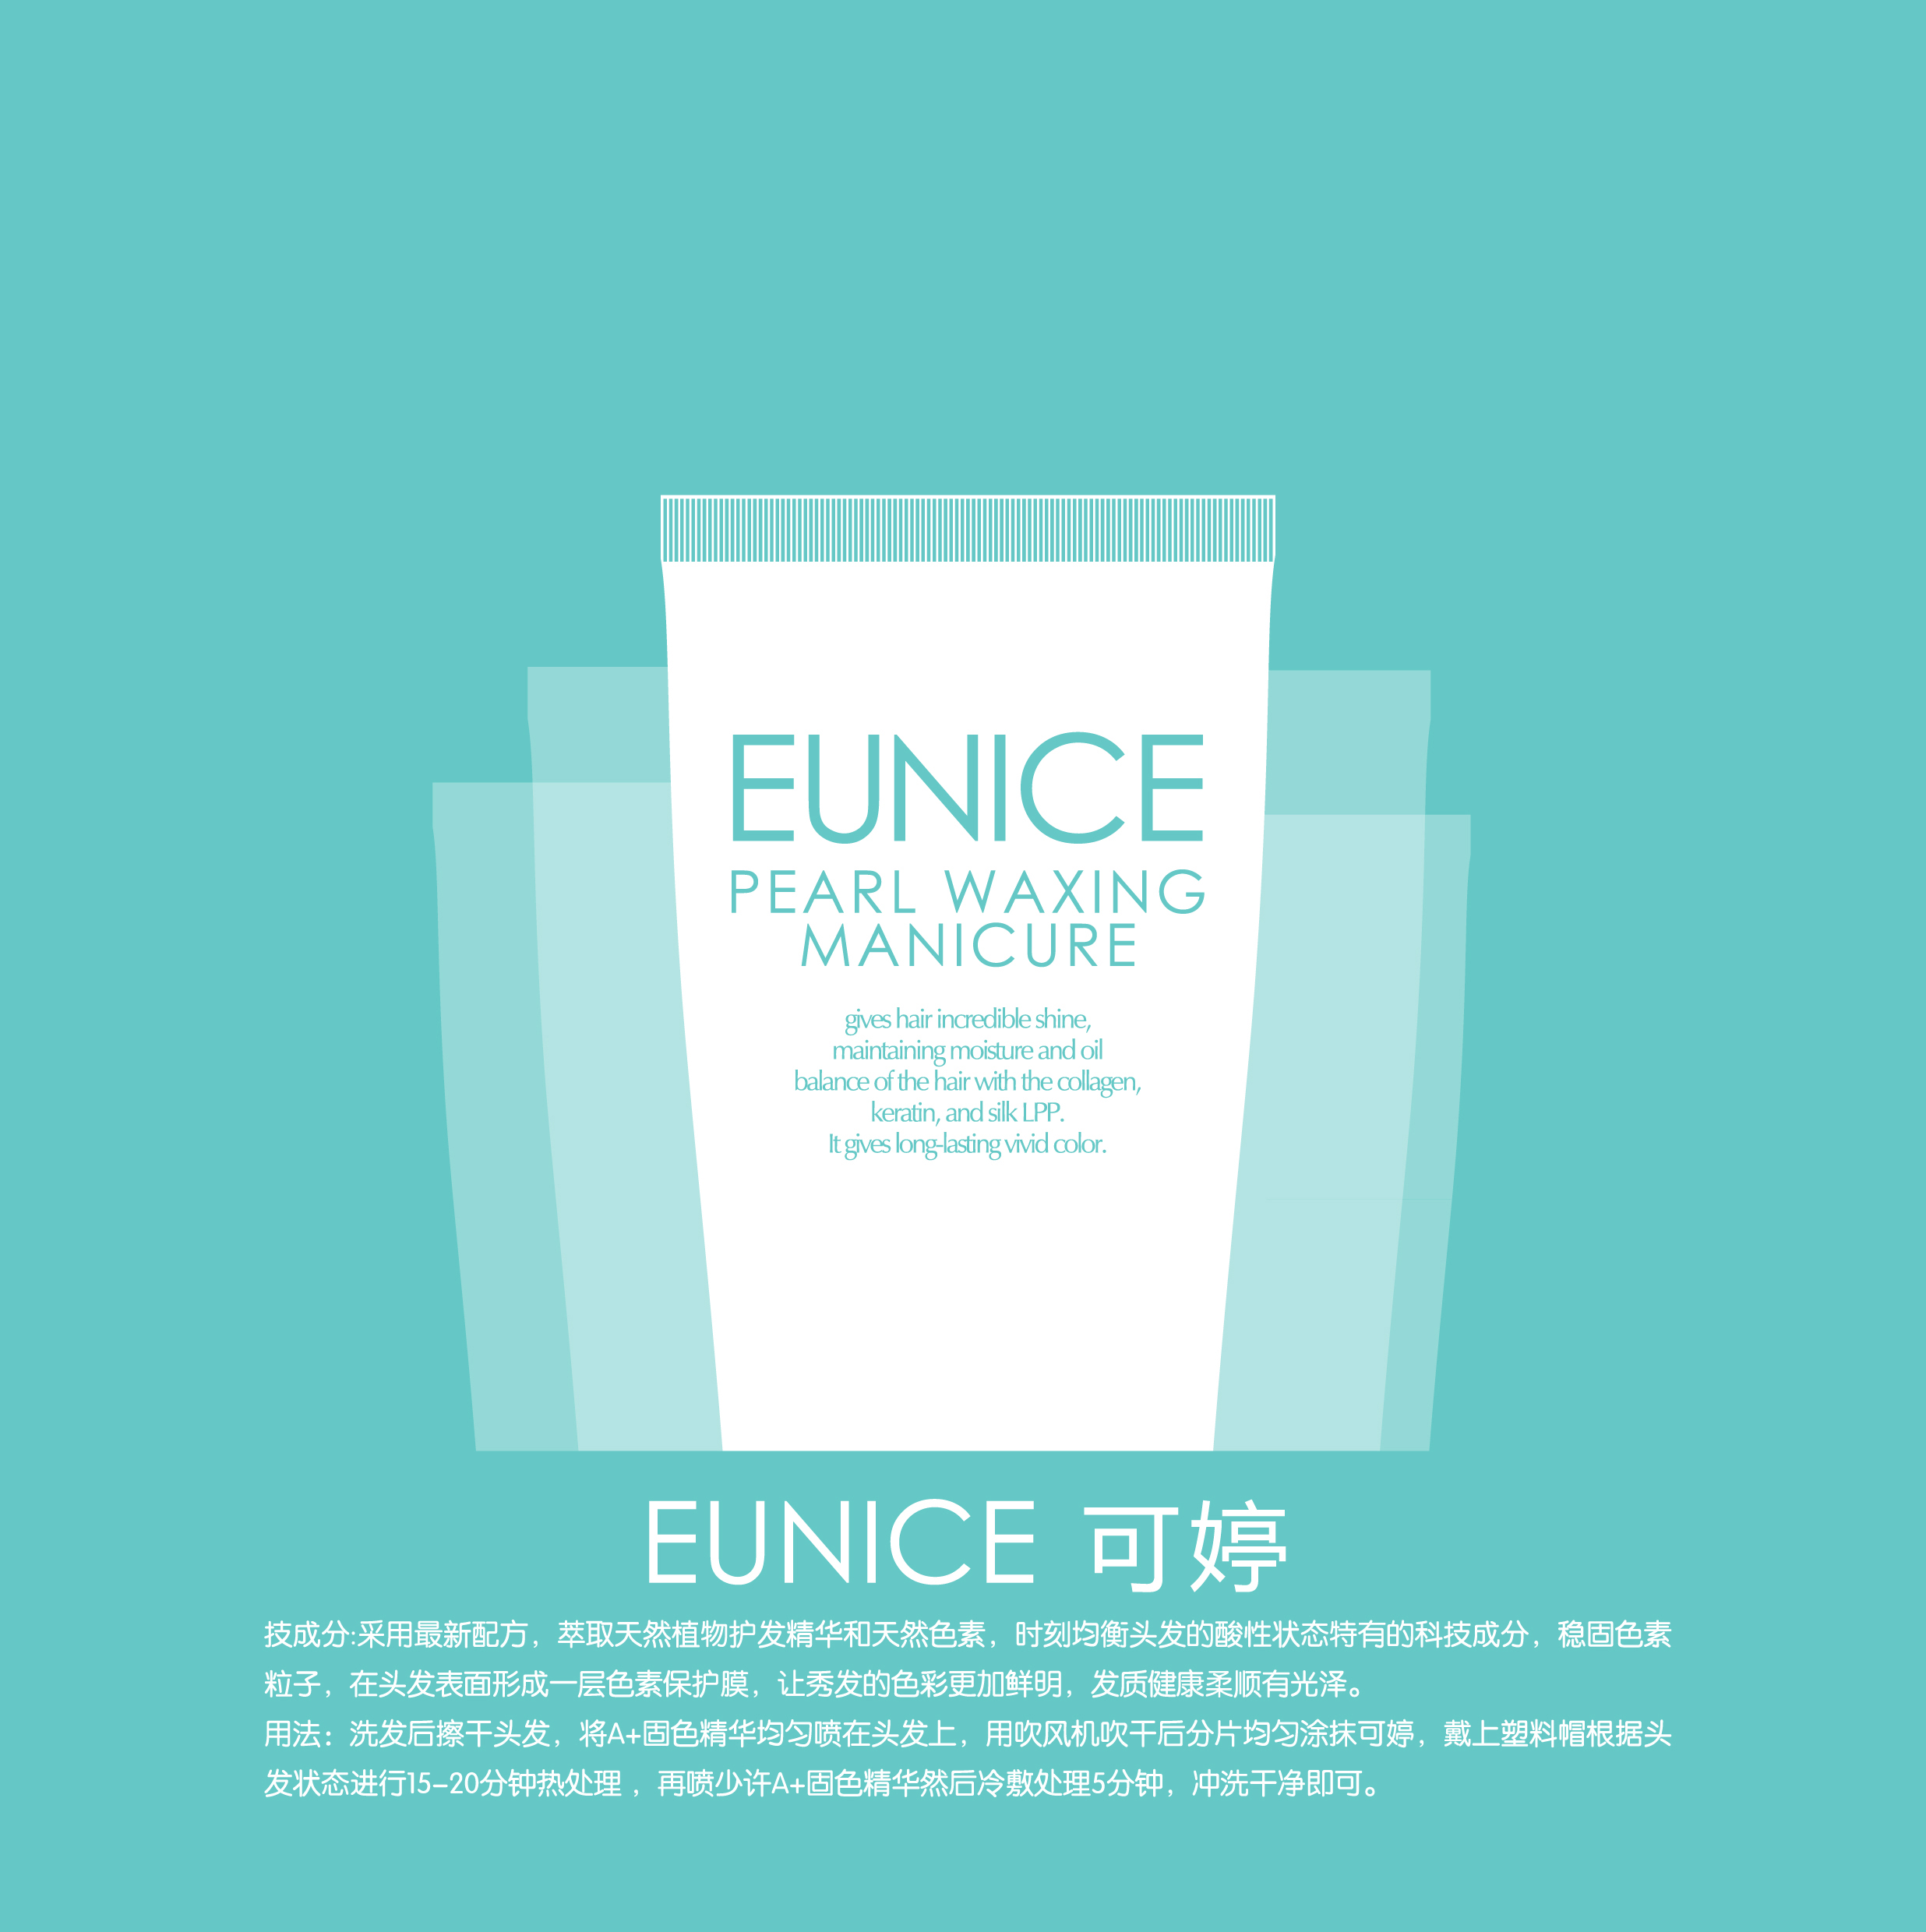 EUNICE
PEARL WAXING
MANICURE
gives hair incredible shine,
maintaining moisture and oil
balance of the hair with the collagen,
keratin, and silk LPP.
It gives long-lasting vivid color.
EUNICE 可婷
技成分:采用最新配方，萃取天然植物护发精华和天然色素，时刻均衡头发的酸性状态特有的科技成分，稳固色素
粒子，在头发表面形成一层色素保护膜，让秀发的色彩更加鲜明，发质健康柔顺有光泽。
用法：洗发后擦干头发，将A+固色精华均匀喷在头发上，用吹风机吹干后分片均匀涂抹可婷，戴上塑料帽根据头
发状态进行15-20分钟热处理，再喷少许A+固色精华然后冷敷处理5分钟，冲洗干净即可。